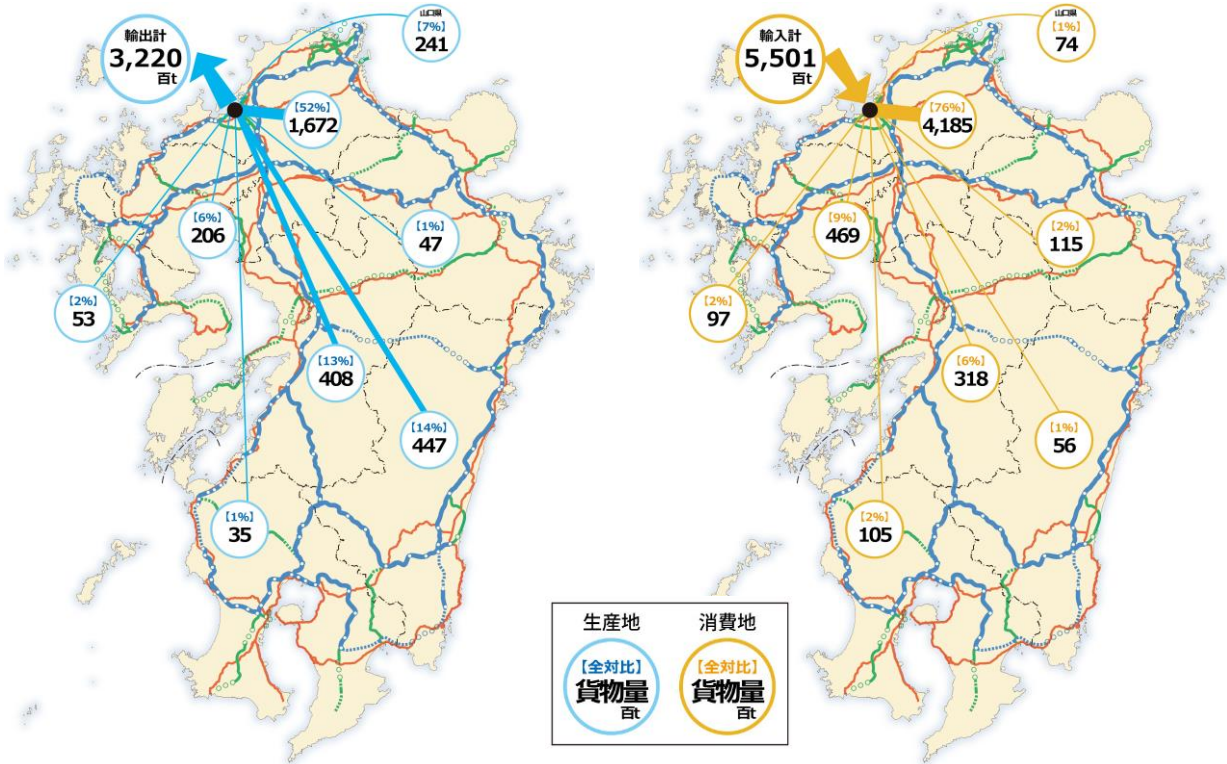 輸出計
3,220
百t
山口県
【7%】
241
【52%】
1,672
【6%】
206
【1%】
47
【2%】
53
【13%】
408
【14%】
447
【1%】
35
輸入計
5,501
百t
山口県
【1%】
74
【76%】
4,185
【9%】
469
【2%】
115
【2%】
97
【6%】
318
【1%】
56
【2%】
105
生産地
【全対比】
貨物量
百t
消費地
【全対比】
貨物量
百t